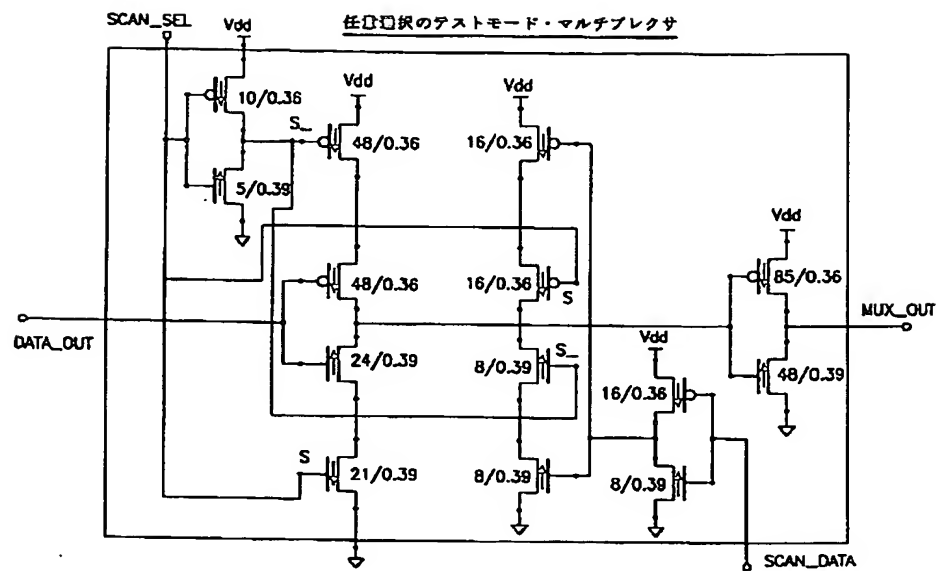 SCAN_SEL
任意選択のテストモード・マルチプレクサ
Vdd
Vdd
Vdd
10/0.36
S_
48/0.36
16/0.36
5/0.39
Vdd
48/0.36
16/0.36
85/0.36
S
MUX_OUT
DATA_OUT
Vdd
S_
24/0.39
8/0.39
48/0.39
16/0.36
S
21/0.39
8/0.39
8/0.39
SCAN_DATA